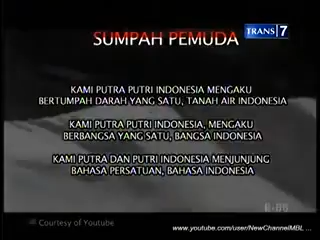 SUMPAH PEMUDA
TRANS 7
KAMI PUTRA PUTRI INDONESIA MENGAKU
BERTUMPAH DARAH YANG SATU, TANAH AIR INDONESIA
KAMI PUTRA PUTRI INDONESIA, MENGAKU
BERBANGSA YANG SATU, BANGSA INDONESIA
KAMI PUTRA DAN PUTRI INDONESIA MENJUNJUNG
BAHASA PERSATUAN, BAHASA INDONESIA
Courtesy of Youtube
www.youtube.com/user/NewChannelMBL ...